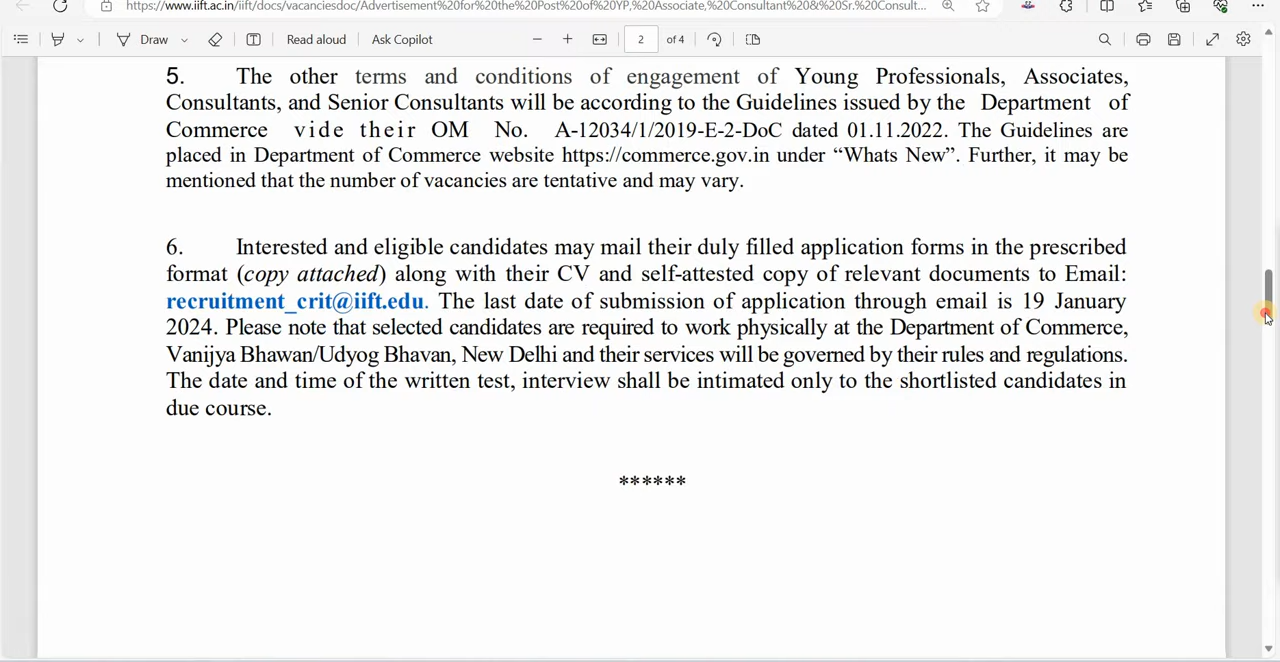 https://www.iift.ac.in/iift/docs/vacanciesdoc/Advertisement%20for%20the%20Post%20of%20YP,%20Associate,%20Consultant%20&%20Sr.%20Consult...
Draw
Read aloud
Ask Copilot
2
of 4
5. The other terms and conditions of engagement of Young Professionals, Associates,
Consultants, and Senior Consultants will be according to the Guidelines issued by the Department of
Commerce vide their OM No. A-12034/1/2019-E-2-DoC dated 01.11.2022. The Guidelines are
placed in Department of Commerce website https://commerce.gov.in under “Whats New”. Further, it may be
mentioned that the number of vacancies are tentative and may vary.
6. Interested and eligible candidates may mail their duly filled application forms in the prescribed
format (copy attached) along with their CV and self-attested copy of relevant documents to Email:
recruitment_crit@iift.edu. The last date of submission of application through email is 19 January
2024. Please note that selected candidates are required to work physically at the Department of Commerce,
Vanijya Bhawan/Udyog Bhavan, New Delhi and their services will be governed by their rules and regulations.
The date and time of the written test, interview shall be intimated only to the shortlisted candidates in
due course.
******